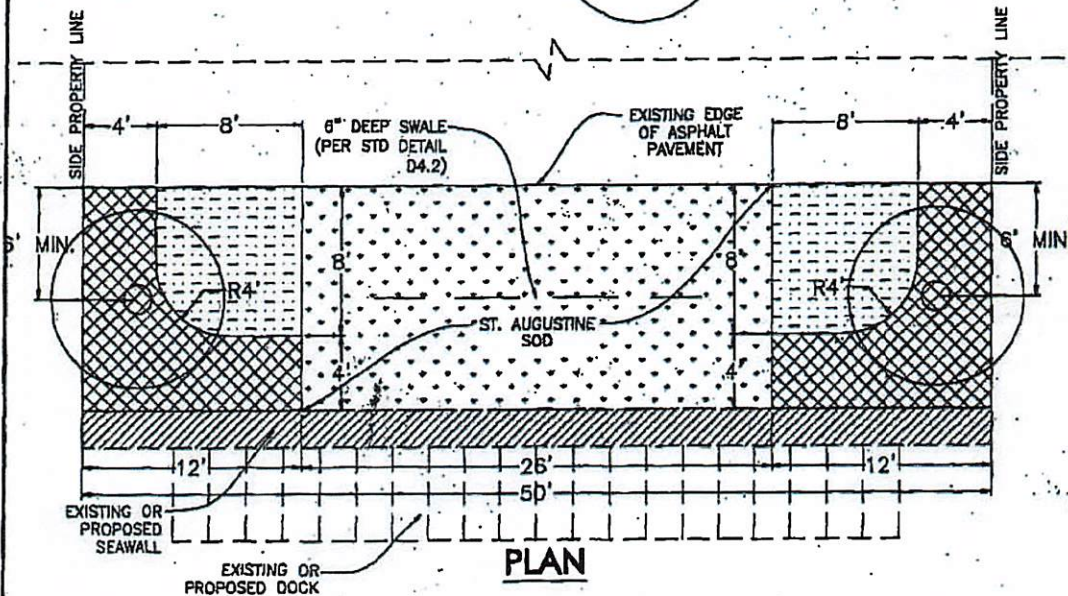 SIDE PROPERTY LINE
SIDE PROPERTY LINE
4'
8'
6" DEEP SWALE
(PER STD DETAIL
D4.2)
EXISTING EDGE
OF ASPHALT
PAVEMENT
8'
4'
6' MIN.
6' MIN
8'
8'
R4'
R4'
ST. AUGUSTINE
SOD
4'
4'
12'
26'
12'
50'
EXISTING OR
PROPOSED
SEAWALL
EXISTING OR
PROPOSED DOCK
PLAN